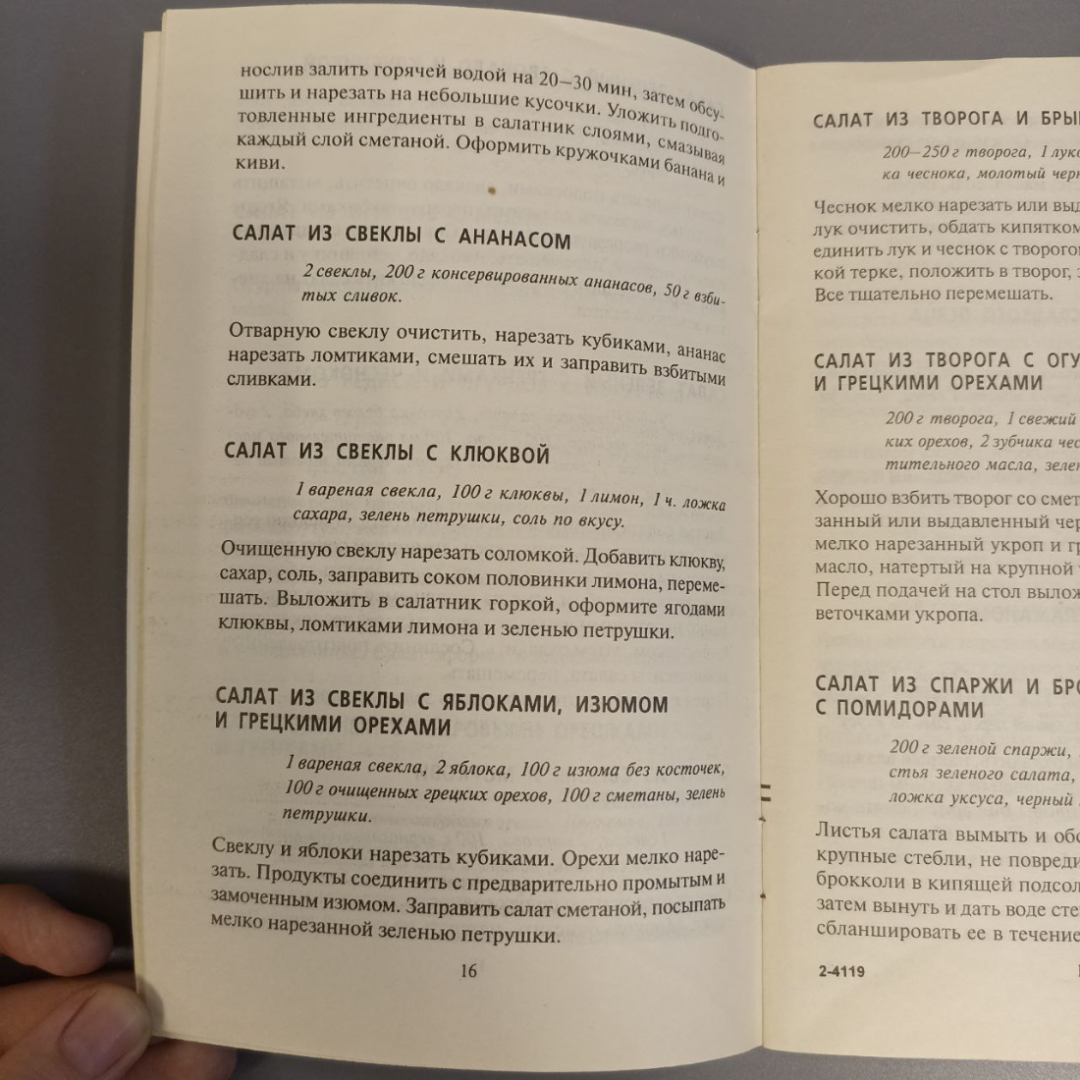 нослив залить горячей водой на 20–30 мин, затем обсу-
шить и нарезать на небольшие кусочки. Уложить подго-
товленные ингредиенты в салатник слоями, смазывая
каждый слой сметаной. Оформить кружочками банана и
киви.
САЛАТ ИЗ СВЕКЛЫ С АНАНАСОМ
2 свеклы, 200 г консервированных ананасов, 50 г взби-
тых сливок.
Отварную свеклу очистить, нарезать кубиками, ананас
нарезать ломтиками, смешать их и заправить взбитыми
сливками.
САЛАТ ИЗ СВЕКЛЫ С КЛЮКВОЙ
1 вареная свекла, 100 г клюквы, 1 лимон, 1 ч. ложка
сахара, зелень петрушки, соль по вкусу.
Очищенную свеклу нарезать соломкой. Добавить клюкву,
сахар, соль, заправить соком половинки лимона, переме-
шать. Выложить в салатник горкой, оформите ягодами
клюквы, ломтиками лимона и зеленью петрушки.
САЛАТ ИЗ СВЕКЛЫ С ЯБЛОКАМИ, ИЗЮМОМ
И ГРЕЦКИМИ ОРЕХАМИ
1 вареная свекла, 2 яблока, 100 г изюма без косточек,
100 г очищенных грецких орехов, 100 г сметаны, зелень
петрушки.
Свеклу и яблоки нарезать кубиками. Орехи мелко наре-
зать. Продукты соединить с предварительно промытым и
замоченным изюмом. Заправить салат сметаной, посыпать
мелко нарезанной зеленью петрушки.
16
САЛАТ ИЗ ТВОРОГА И
200–250 г творога, 1
ка чеснока, молотый
Чеснок мелко нарезать или
лук очистить, обдать кипятком
единить лук и чеснок с
кой терке, положить в творог,
Все тщательно перемешать.
САЛАТ ИЗ ТВОРОГА С
И ГРЕЦКИМИ ОРЕХАМИ
200 г творога, 1 свежий
ких орехов, 2 зубчика
тительного масла,
Хорошо взбить творог со
занный или выдавленный
мелко нарезанный укроп и
масло, натертый на крупной
Перед подачей на стол
веточками укропа.
САЛАТ ИЗ СПАРЖИ И
С ПОМИДОРАМИ
200 г зеленой спаржи,
стья зеленого салата,
ложка уксуса, черный
Листья салата вымыть и
крупные стебли, не
брокколи в кипящей
затем вынуть и дать воде
сбланшировать ее в течение
2-4119